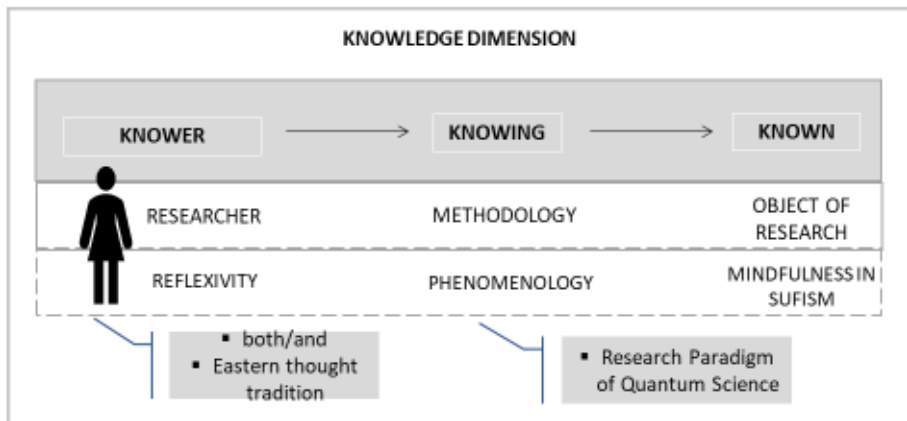 KNOWLEDGE DIMENSION
KNOWER
KNOWING
KNOWN
RESEARCHER
METHODOLOGY
OBJECT OF
RESEARCH
REFLEXIVITY
PHENOMENOLOGY
MINDFULNESS IN
SUFISM
▪ both/and
▪ Eastern thought
tradition
▪ Research Paradigm
of Quantum Science